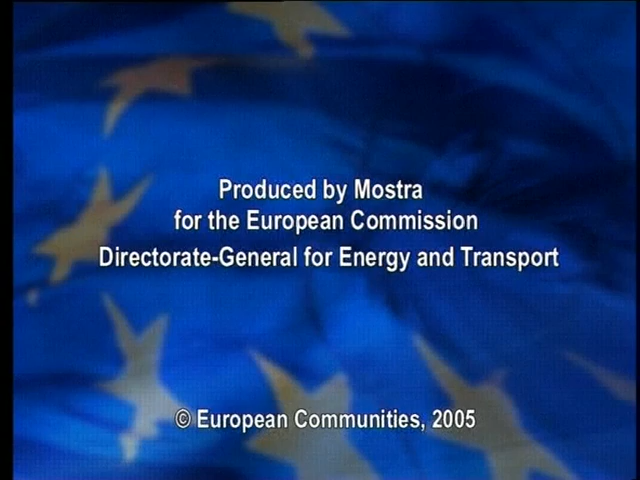 Produced by Mostra
for the European Commission
Directorate-General for Energy and Transport
© European Communities, 2005